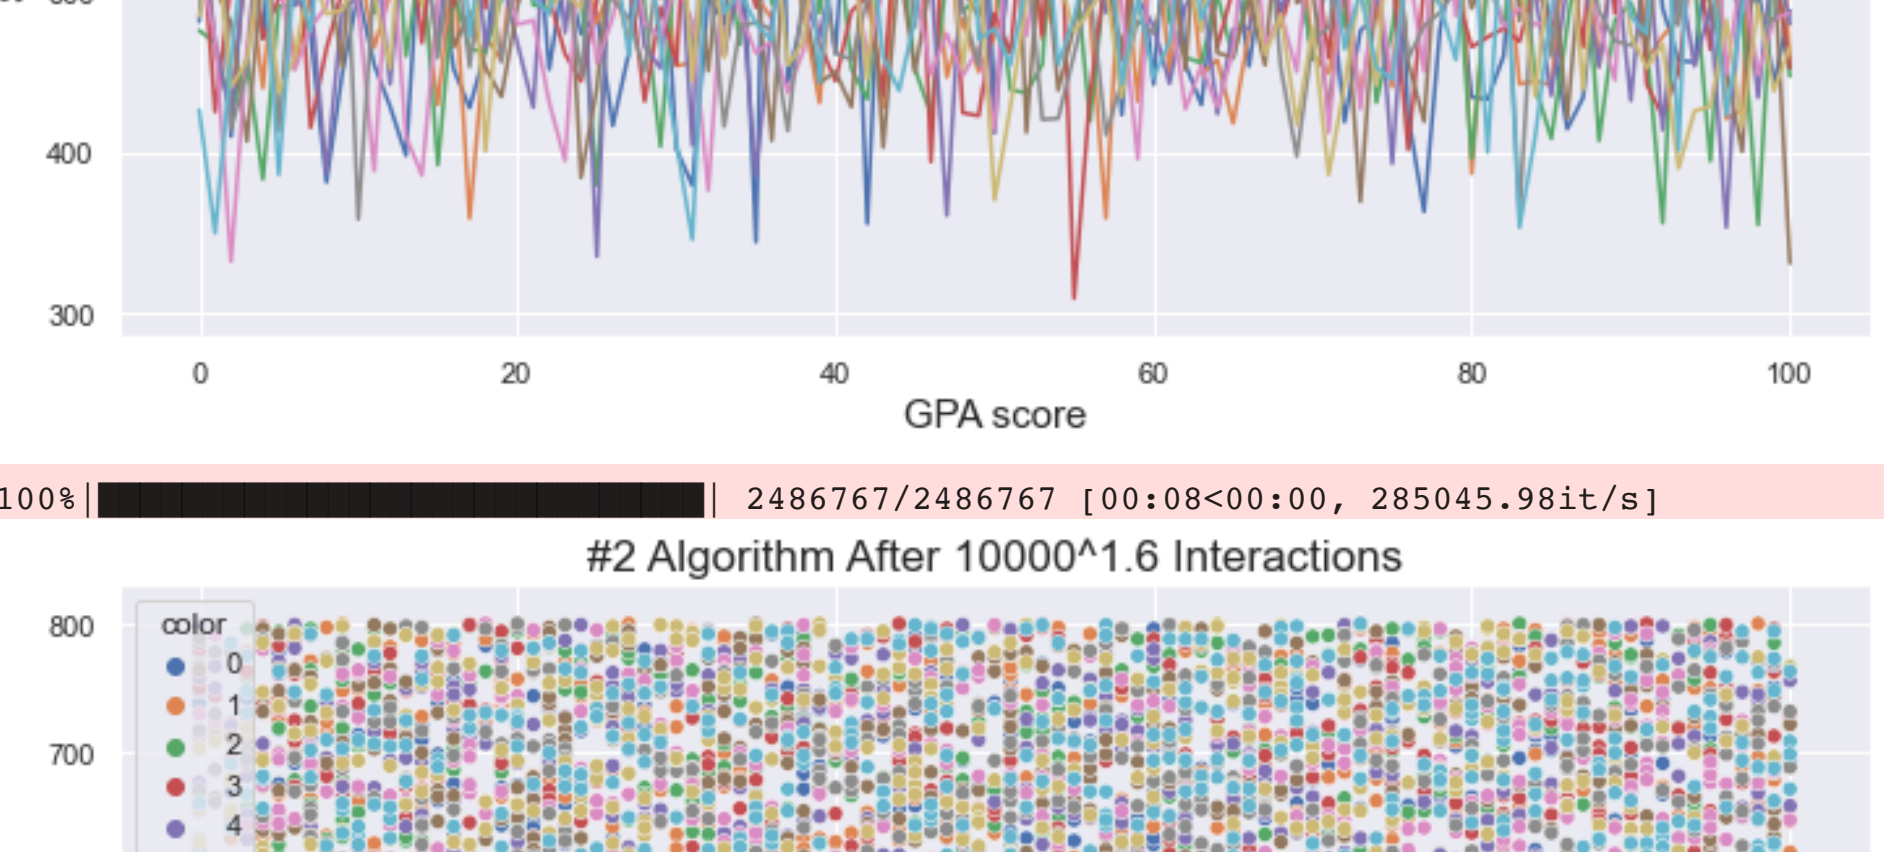 400
300
0 20 40 60 80 100
GPA score
100%| | 2486767/2486767 [00:08<00:00, 285045.98it/s]
#2 Algorithm After 10000^1.6 Interactions
800
color
0
1
2
700
3
4